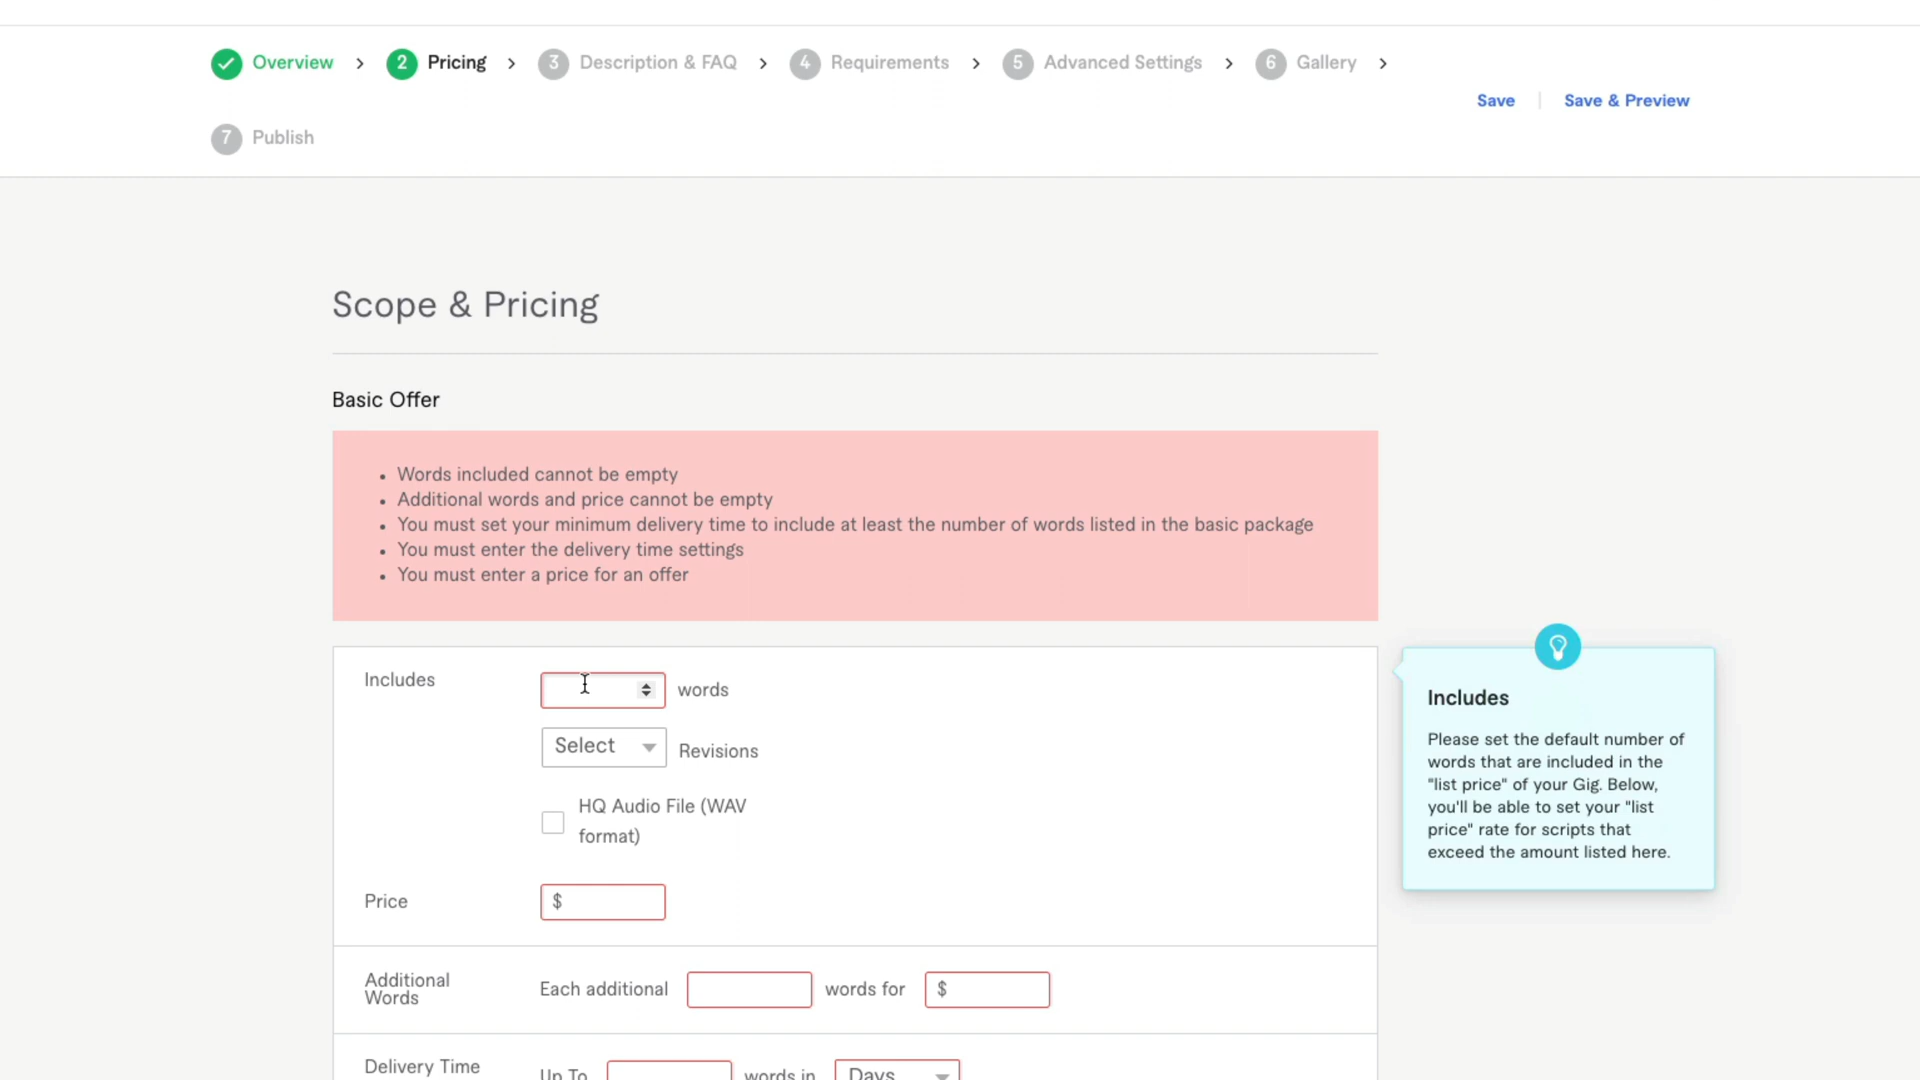 Overview > 2 Pricing > 3 Description & FAQ > 4 Requirements > 5 Advanced Settings > 6 Gallery >
Save | Save & Preview
7 Publish
Scope & Pricing
Basic Offer
• Words included cannot be empty
• Additional words and price cannot be empty
• You must set your minimum delivery time to include at least the number of words listed in the basic package
• You must enter the delivery time settings
• You must enter a price for an offer
Includes
words
Select Revisions
HQ Audio File (WAV
format)
Price $
Includes
Please set the default number of
words that are included in the
"list price" of your Gig. Below,
you'll be able to set your "list
price" rate for scripts that
exceed the amount listed here.
Additional
Words
Each additional words for $
Delivery Time
Up To words in Days